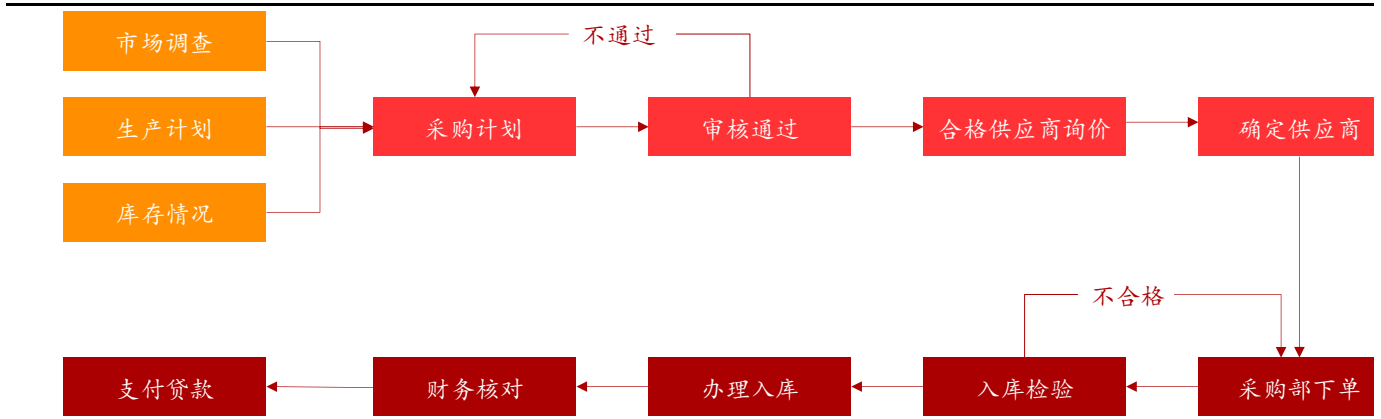 市场调查
不通过
生产计划
采购计划
审核通过
合格供应商询价
确定供应商
库存情况
不合格
支付贷款
财务核对
办理入库
入库检验
采购部下单